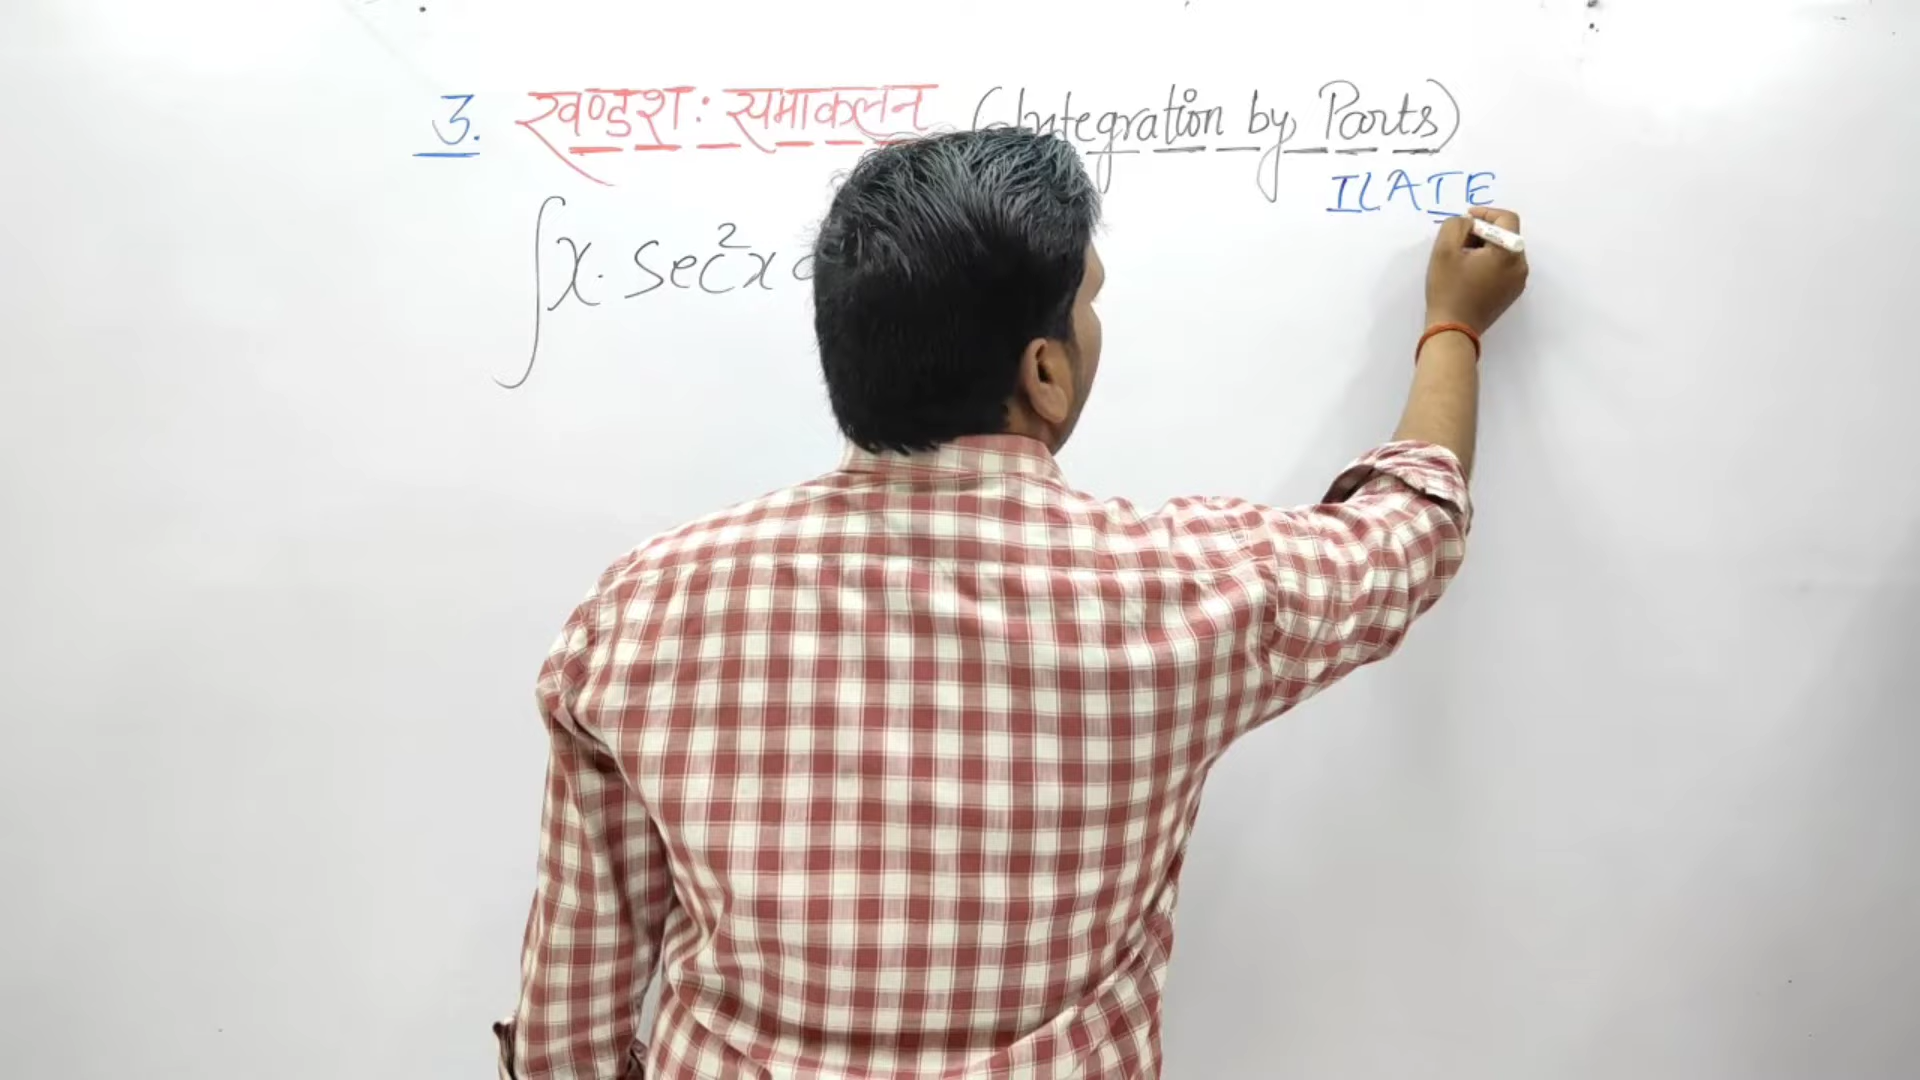 3. खण्डश: समाकलन (Integration by Parts)
ILATE
∫x. Sec²x